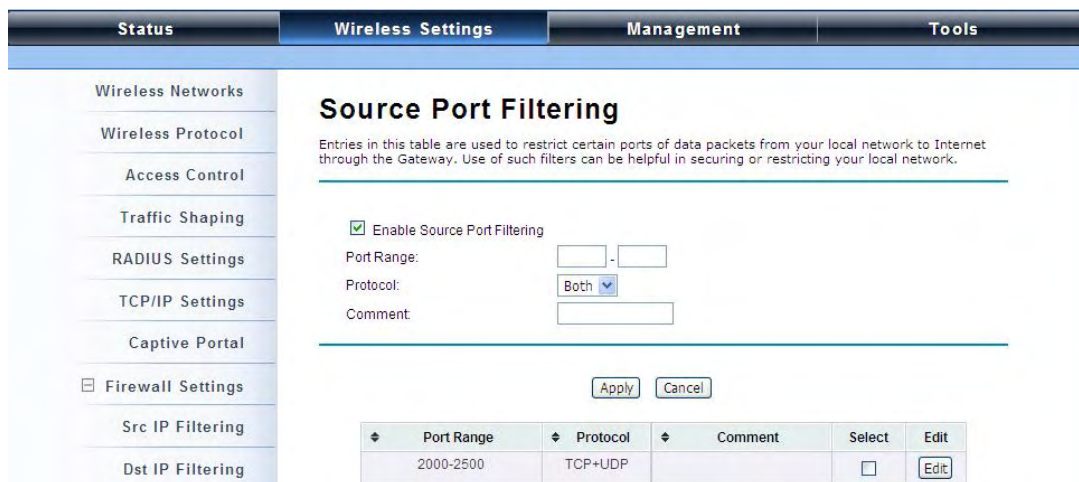 Status Wireless Settings Management Tools
Wireless Networks
Wireless Protocol
Access Control
Traffic Shaping
RADIUS Settings
TCP/IP Settings
Captive Portal
Firewall Settings
Src IP Filtering
Dst IP Filtering
Source Port Filtering
Entries in this table are used to restrict certain ports of data packets from your local network to Internet
through the Gateway. Use of such filters can be helpful in securing or restricting your local network.
Enable Source Port Filtering
Port Range: -
Protocol: Both
Comment:
Apply Cancel
Port Range Protocol Comment Select Edit
2000-2500 TCP+UDP Edit